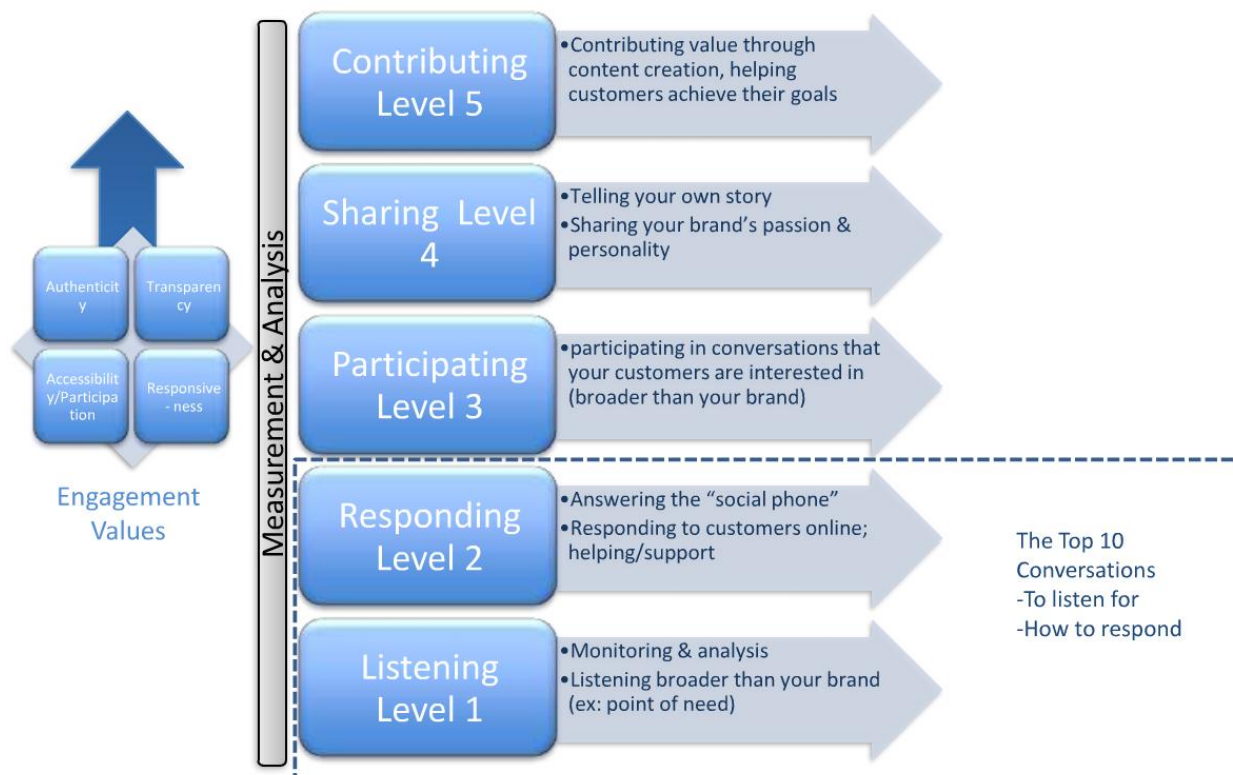 Contributing
Level 5
•Contributing value through
content creation, helping
customers achieve their goals
Sharing Level
4
•Telling your own story
•Sharing your brand's passion &
personality
Authenticit
y
Transparen
cy
Accessibilit
y/Participa
tion
Responsive
- ness
Engagement
Values
Measurement & Analysis
Participating
Level 3
•participating in conversations that
your customers are interested in
(broader than your brand)
Responding
Level 2
•Answering the “social phone”
•Responding to customers online;
helping/support
Listening
Level 1
•Monitoring & analysis
•Listening broader than your brand
(ex: point of need)
The Top 10
Conversations
-To listen for
-How to respond